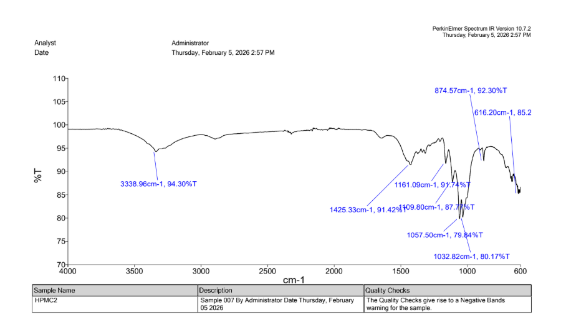 PerkinElmer Spectrum IR Version 10.7.2
Thursday, February 5, 2026 2:57 PM
Analyst Administrator
Date Thursday, February 5, 2026 2:57 PM
110
105
100
95
90
85
80
75
70
%T
4000 3500 3000 2500 2000 1500 1000 600
cm-1
3338.96cm-1, 94.30%T
1425.33cm-1, 91.42%T
1161.09cm-1, 91.74%T
1109.80cm-1, 87.77%T
1057.50cm-1, 79.84%T
1032.82cm-1, 80.17%T
874.57cm-1, 92.30%T
616.20cm-1, 85.2
Sample Name Description Quality Checks
HPMC2 Sample 007 By Administrator Date Thursday, February The Quality Checks give rise to a Negative Bands
05 2026 warning for the sample.